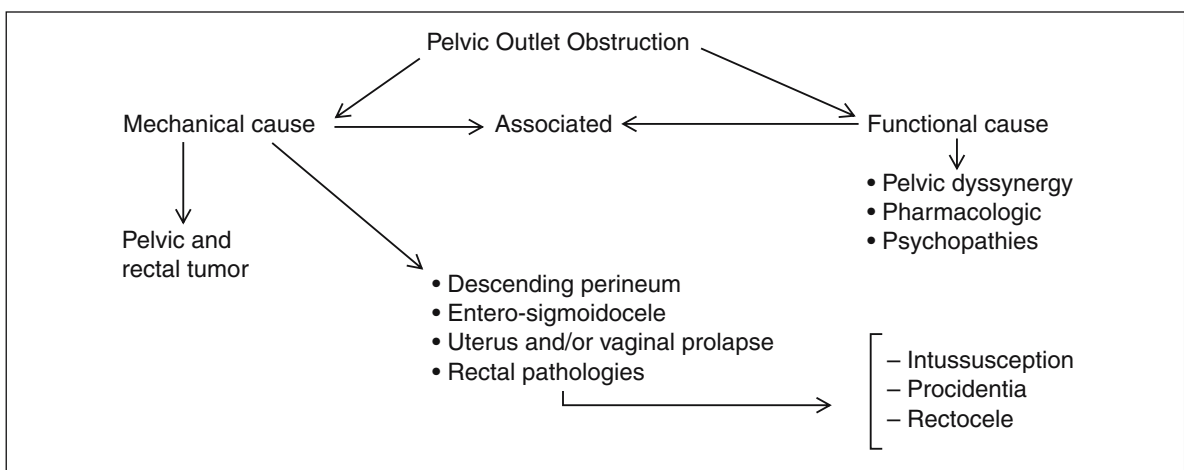 Pelvic Outlet Obstruction
Mechanical cause
Associated
Functional cause
• Pelvic dyssynergy
• Pharmacologic
• Psychopathies
Pelvic and
rectal tumor
• Descending perineum
• Entero-sigmoidocele
• Uterus and/or vaginal prolapse
• Rectal pathologies
– Intussusception
– Procidentia
– Rectocele